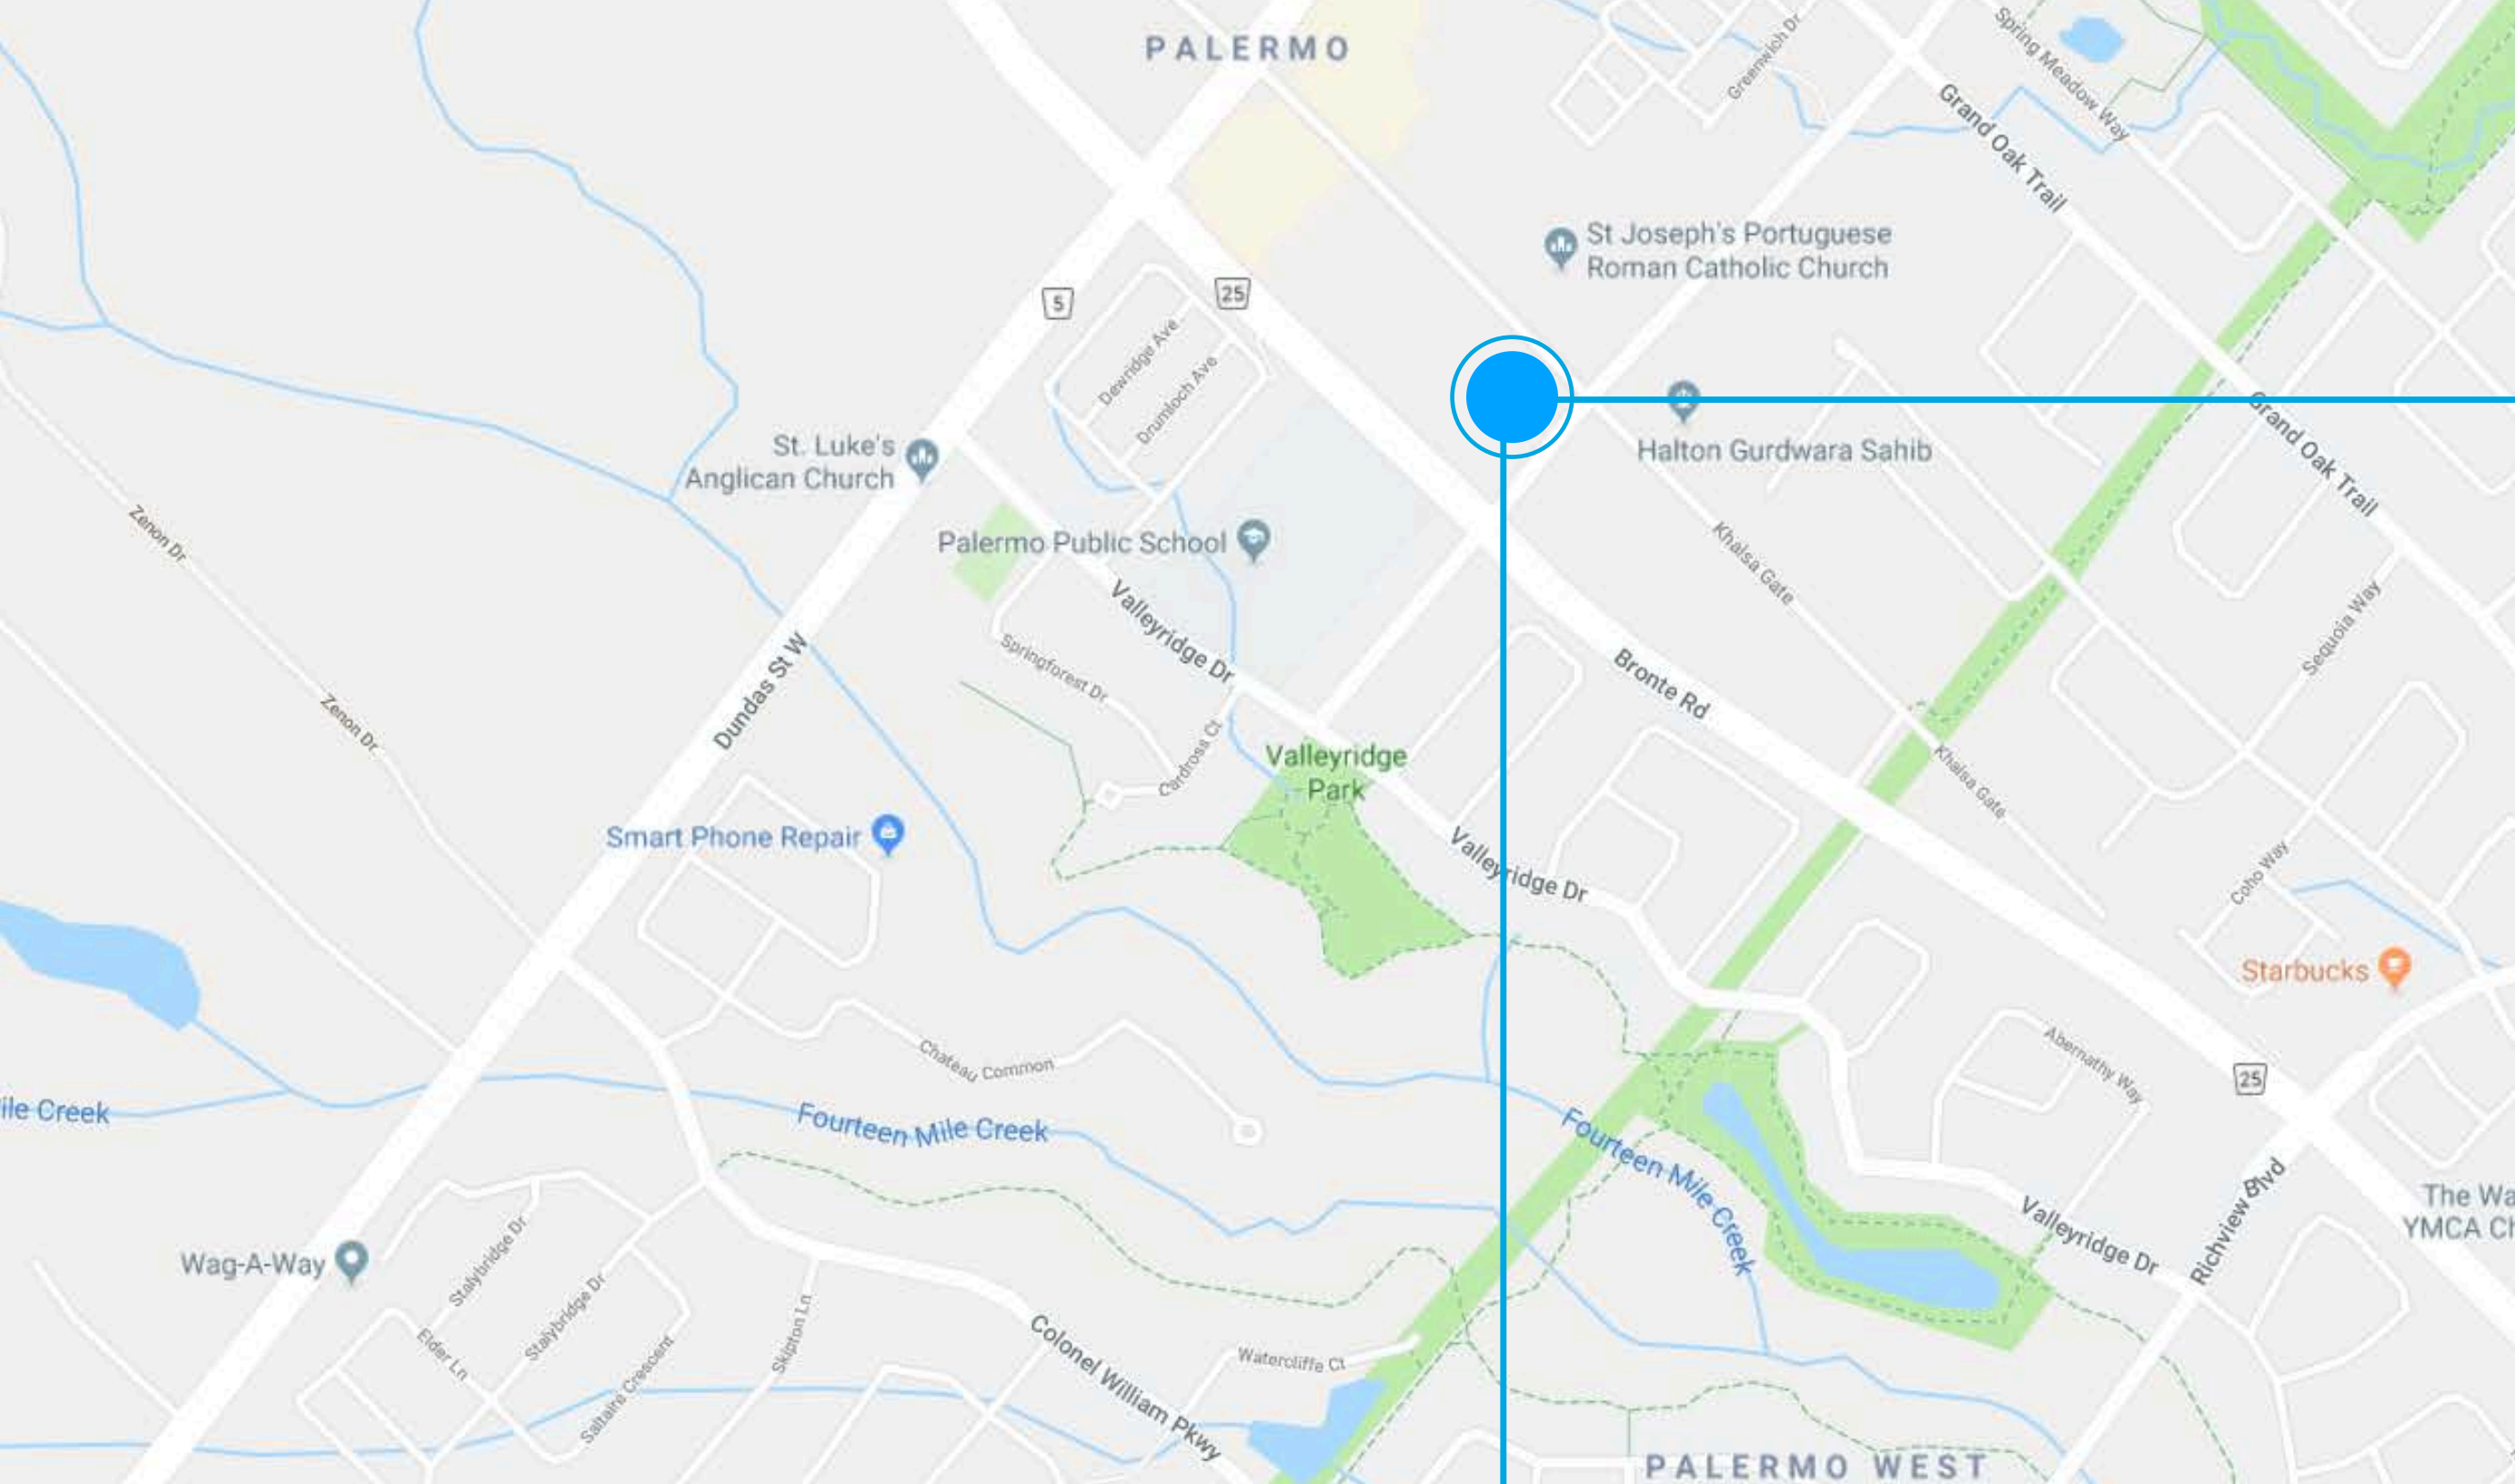 PALERMO
Greenwich Dr
Spring Meadow Way
Grand Oak Trail
St Joseph's Portuguese
Roman Catholic Church
5
25
Dewridge Ave
Drumloch Ave
Halton Gurdwara Sahib
Grand Oak Trail
St. Luke's
Anglican Church
Palermo Public School
Zenon Dr
Khalsa Gate
Valleyridge Dr
Springforest Dr
Dundas St W
Bronte Rd
Sequoia Way
Zenon Dr
Cardross Ct
Valleyridge
Park
Khalsa Gate
Smart Phone Repair
Valleyridge Dr
Coho Way
Starbucks
Chateau Common
Abernathy Way
25
ile Creek
Fourteen Mile Creek
Fourteen Mile Creek
Richview Blvd
The Wa
YMCA Ch
Valleyridge Dr
Wag-A-Way
Stalybridge Dr
Stalybridge Dr
Elder Ln
Saltaire Crescent
Skipton Ln
Colonel William Pkwy
Watercliffe Ct
PALERMO WEST